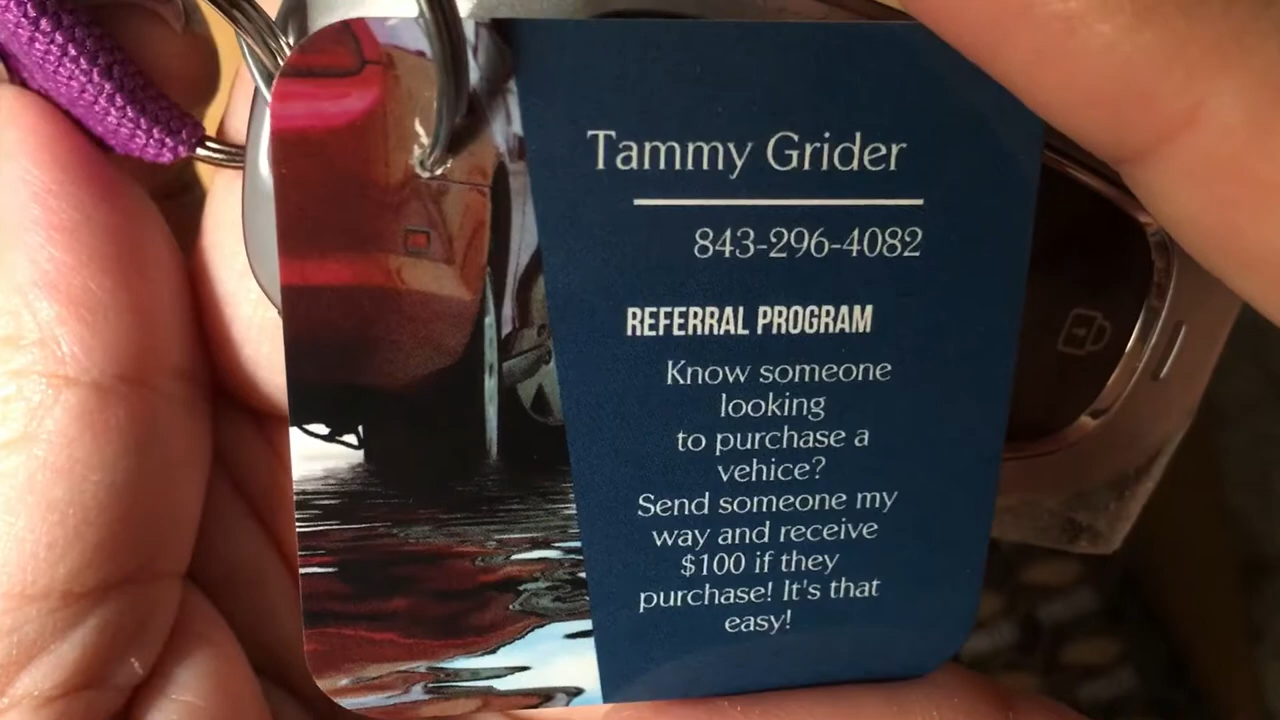 Tammy Grider
843-296-4082
REFERRAL PROGRAM
Know someone
looking
to purchase a
vehice?
Send someone my
way and receive
$100 if they
purchase! It's that
easy!